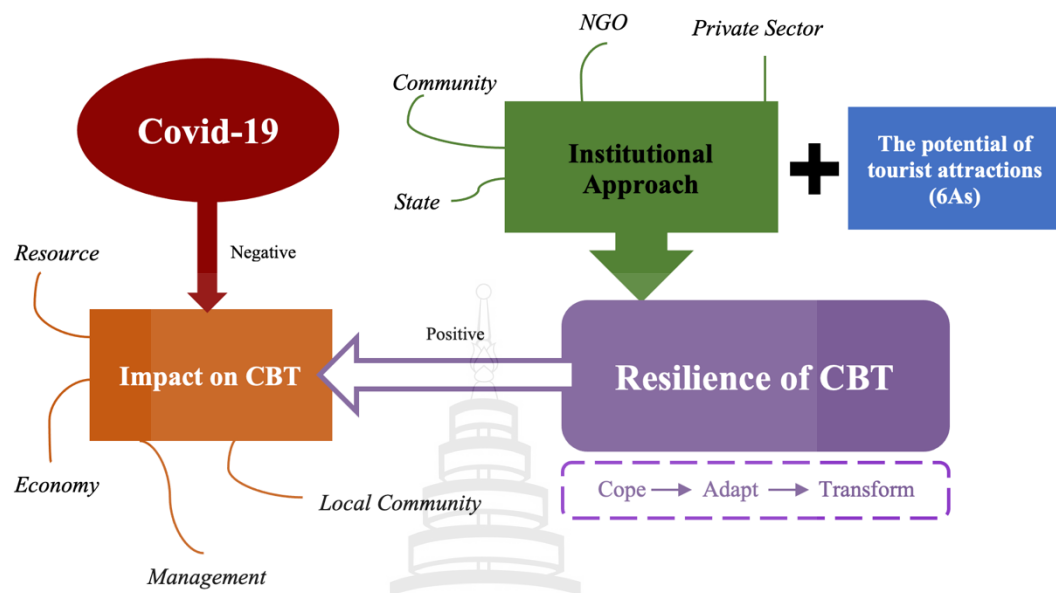 NGO
Private Sector
Community
Covid-19
Institutional
Approach
The potential of
tourist attractions
(6As)
State
Resource
Negative
Positive
Impact on CBT
Resilience of CBT
Economy
Local Community
Cope
Adapt
Transform
Management